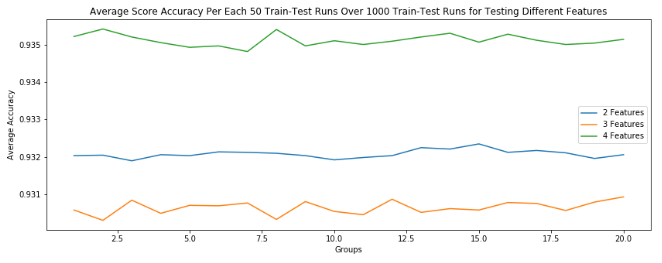 Average Score Accuracy Per Each 50 Train-Test Runs Over 1000 Train-Test Runs for Testing Different Features
0.935
0.934
0.933
0.932
0.931
Average Accuracy
2 Features
3 Features
4 Features
2.5 5.0 7.5 10.0 12.5 15.0 17.5 20.0
Groups